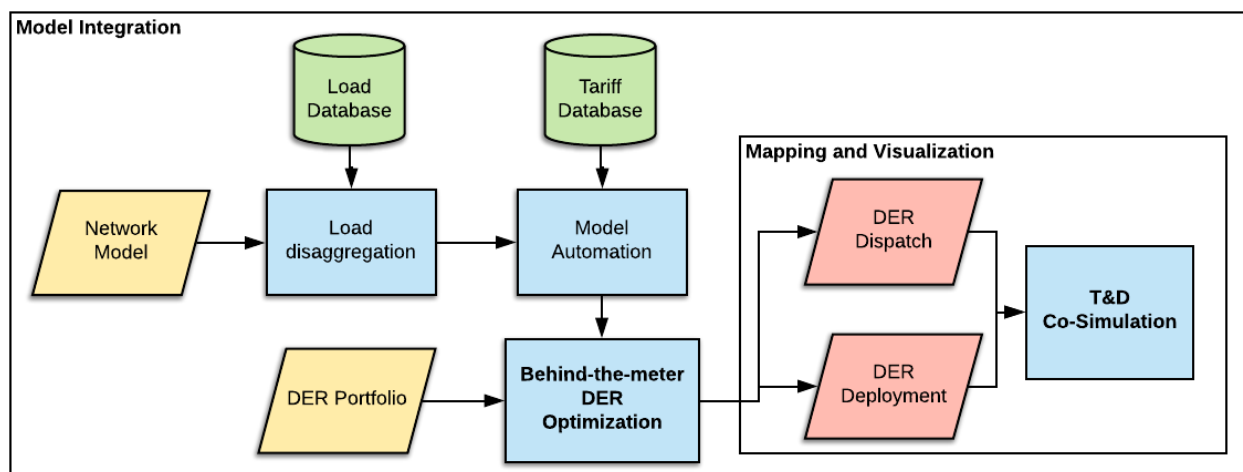 Model Integration
Load
Database
Tariff
Database
Mapping and Visualization
Network
Model
Load
disaggregation
Model
Automation
DER
Dispatch
T&D
Co-Simulation
DER Portfolio
Behind-the-meter
DER
Optimization
DER
Deployment